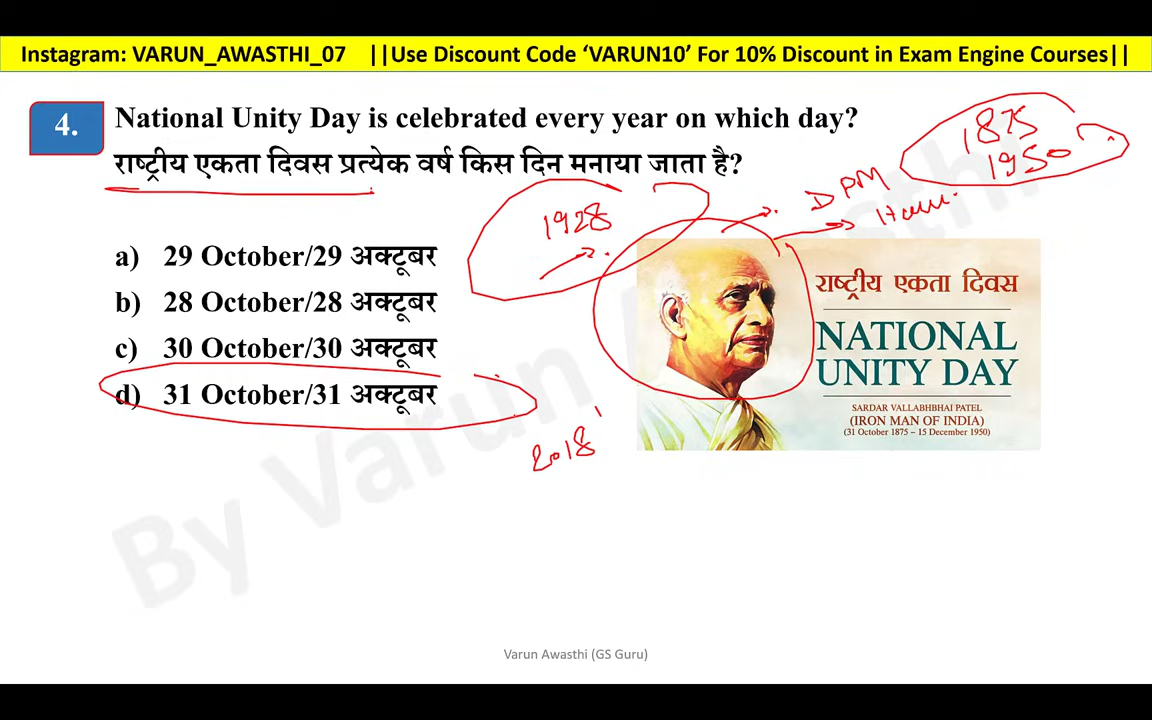 Instagram: VARUN_AWASTHI_07 ||Use Discount Code ‘VARUN10’ For 10% Discount in Exam Engine Courses||
4. National Unity Day is celebrated every year on which day?
राष्ट्रीय एकता दिवस प्रत्येक वर्ष किस दिन मनाया जाता है?
1875
1950
DPM
1928
a) 29 October/29 अक्टूबर
b) 28 October/28 अक्टूबर
c) 30 October/30 अक्टूबर
d) 31 October/31 अक्टूबर
2018
राष्ट्रीय एकता दिवस
NATIONAL
UNITY DAY
SARDAR VALLABHBHAI PATEL
(IRON MAN OF INDIA)
(31 October 1875 – 15 December 1950)
By Varun Awasthi
Varun Awasthi (GS Guru)